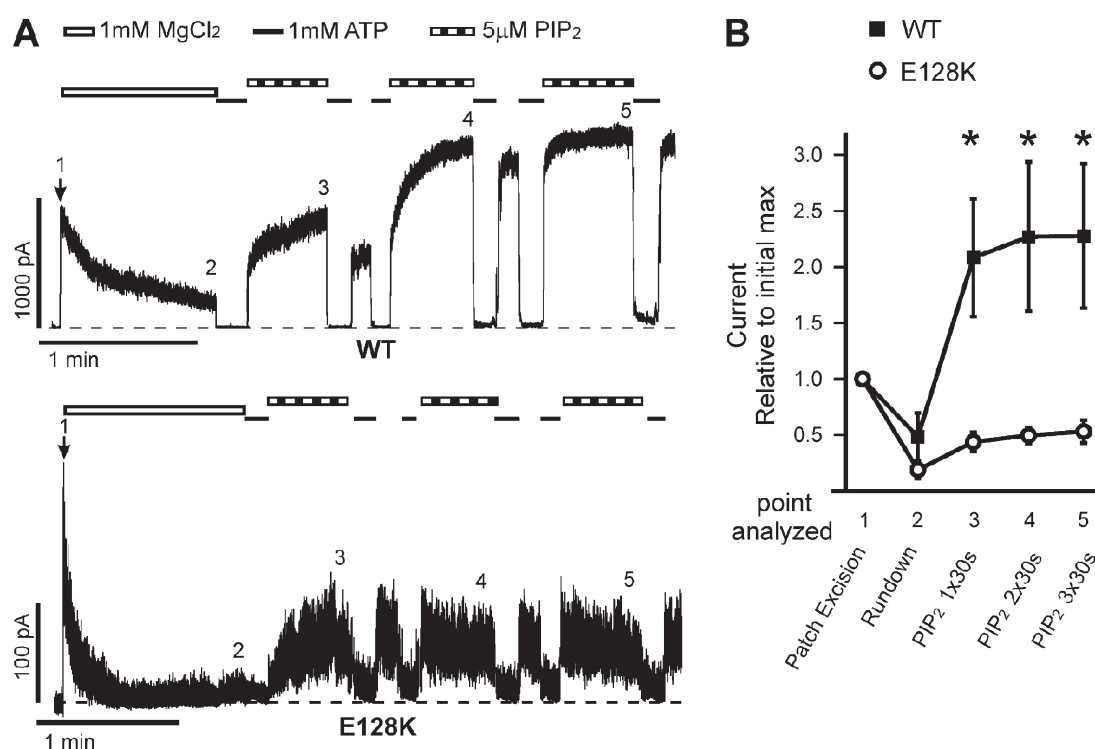 A
1mM MgCl₂ 1mM ATP 5µM PIP₂
1
2
3
4
5
1000 pA
1 min
WT
1
2
3
4
5
100 pA
1 min
E128K
B
WT
E128K
* * *
Current
Relative to initial max
3.0
2.5
2.0
1.5
1.0
0.5
point
analyzed
1 2 3 4 5
Patch Excision
Rundown
PIP₂ 1x30s
PIP₂ 2x30s
PIP₂ 3x30s